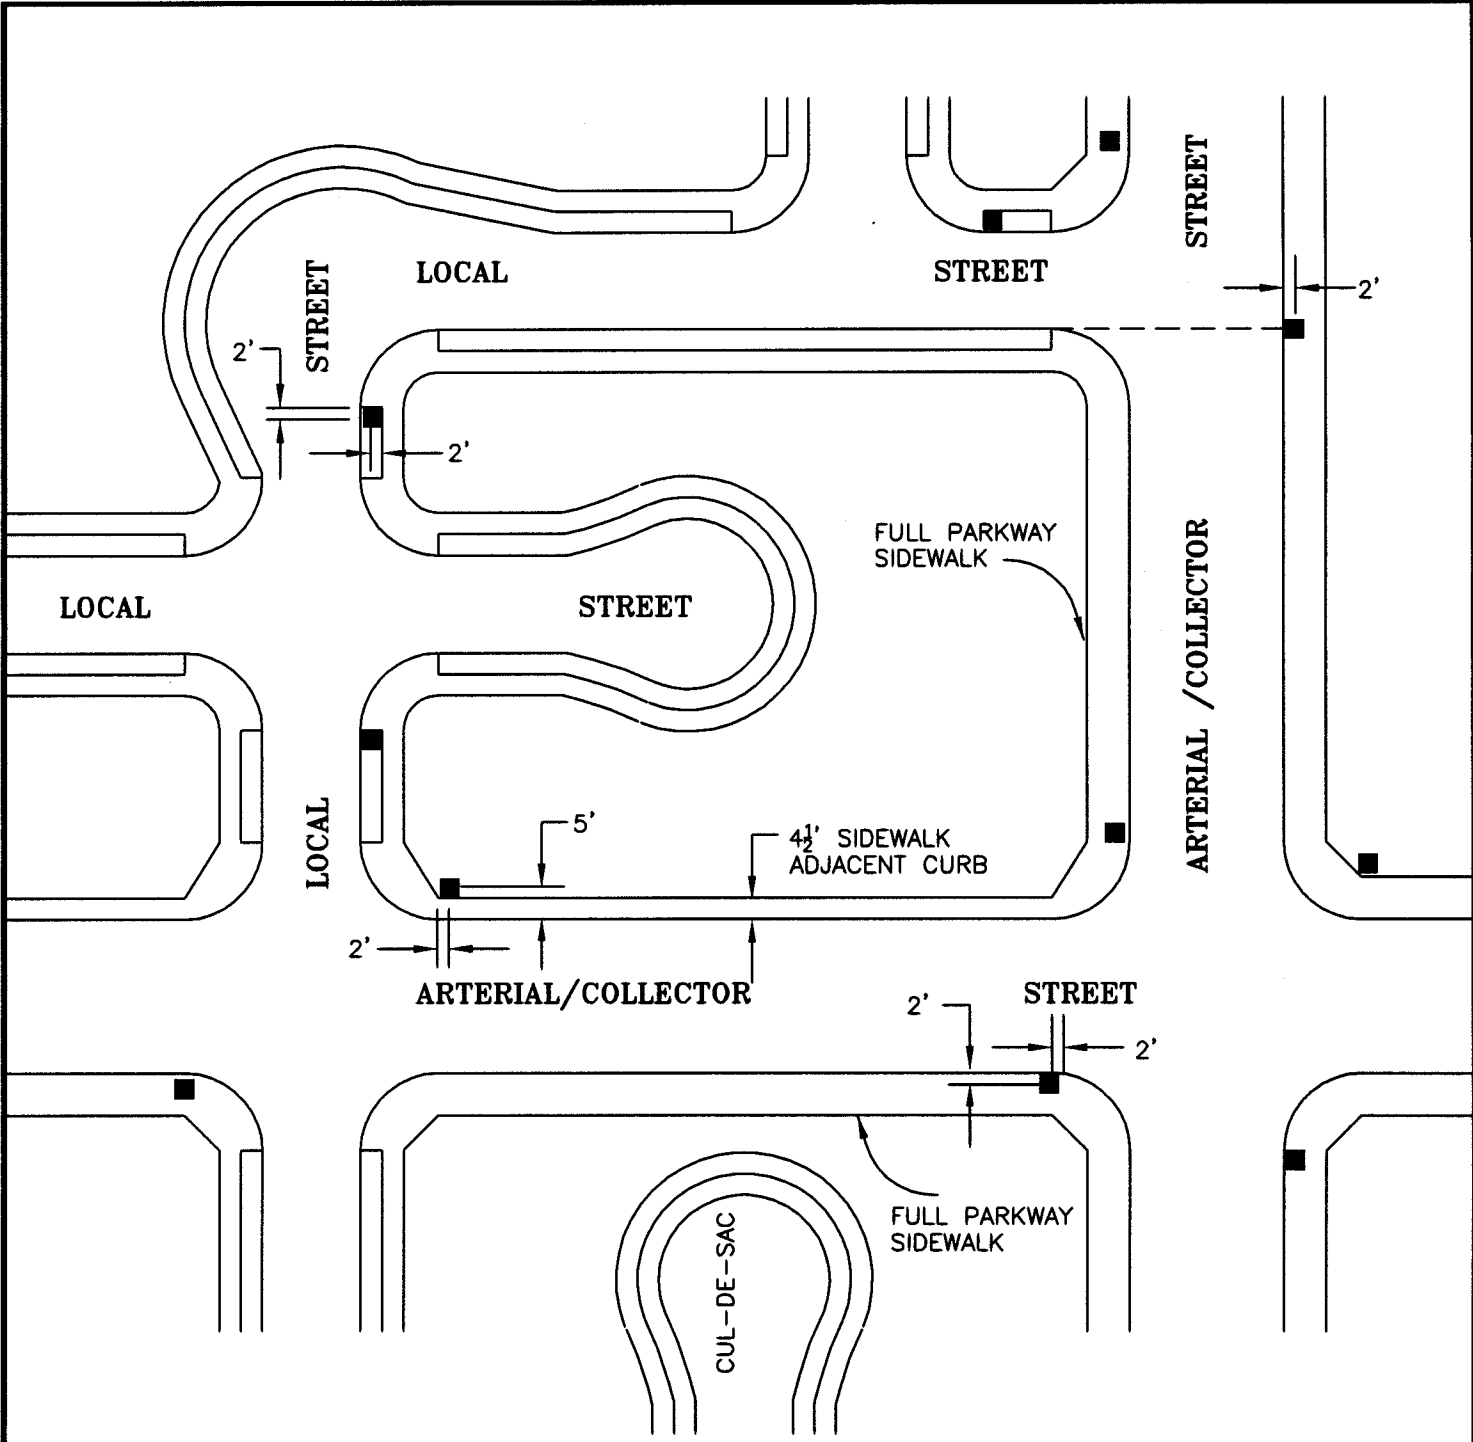 STREET
LOCAL
STREET
STREET
2'
2'
2'
FULL PARKWAY
SIDEWALK
LOCAL
STREET
ARTERIAL /COLLECTOR
LOCAL
5'
4½' SIDEWALK
ADJACENT CURB
2'
ARTERIAL/COLLECTOR
STREET
2'
2'
FULL PARKWAY
SIDEWALK
CUL-DE-SAC